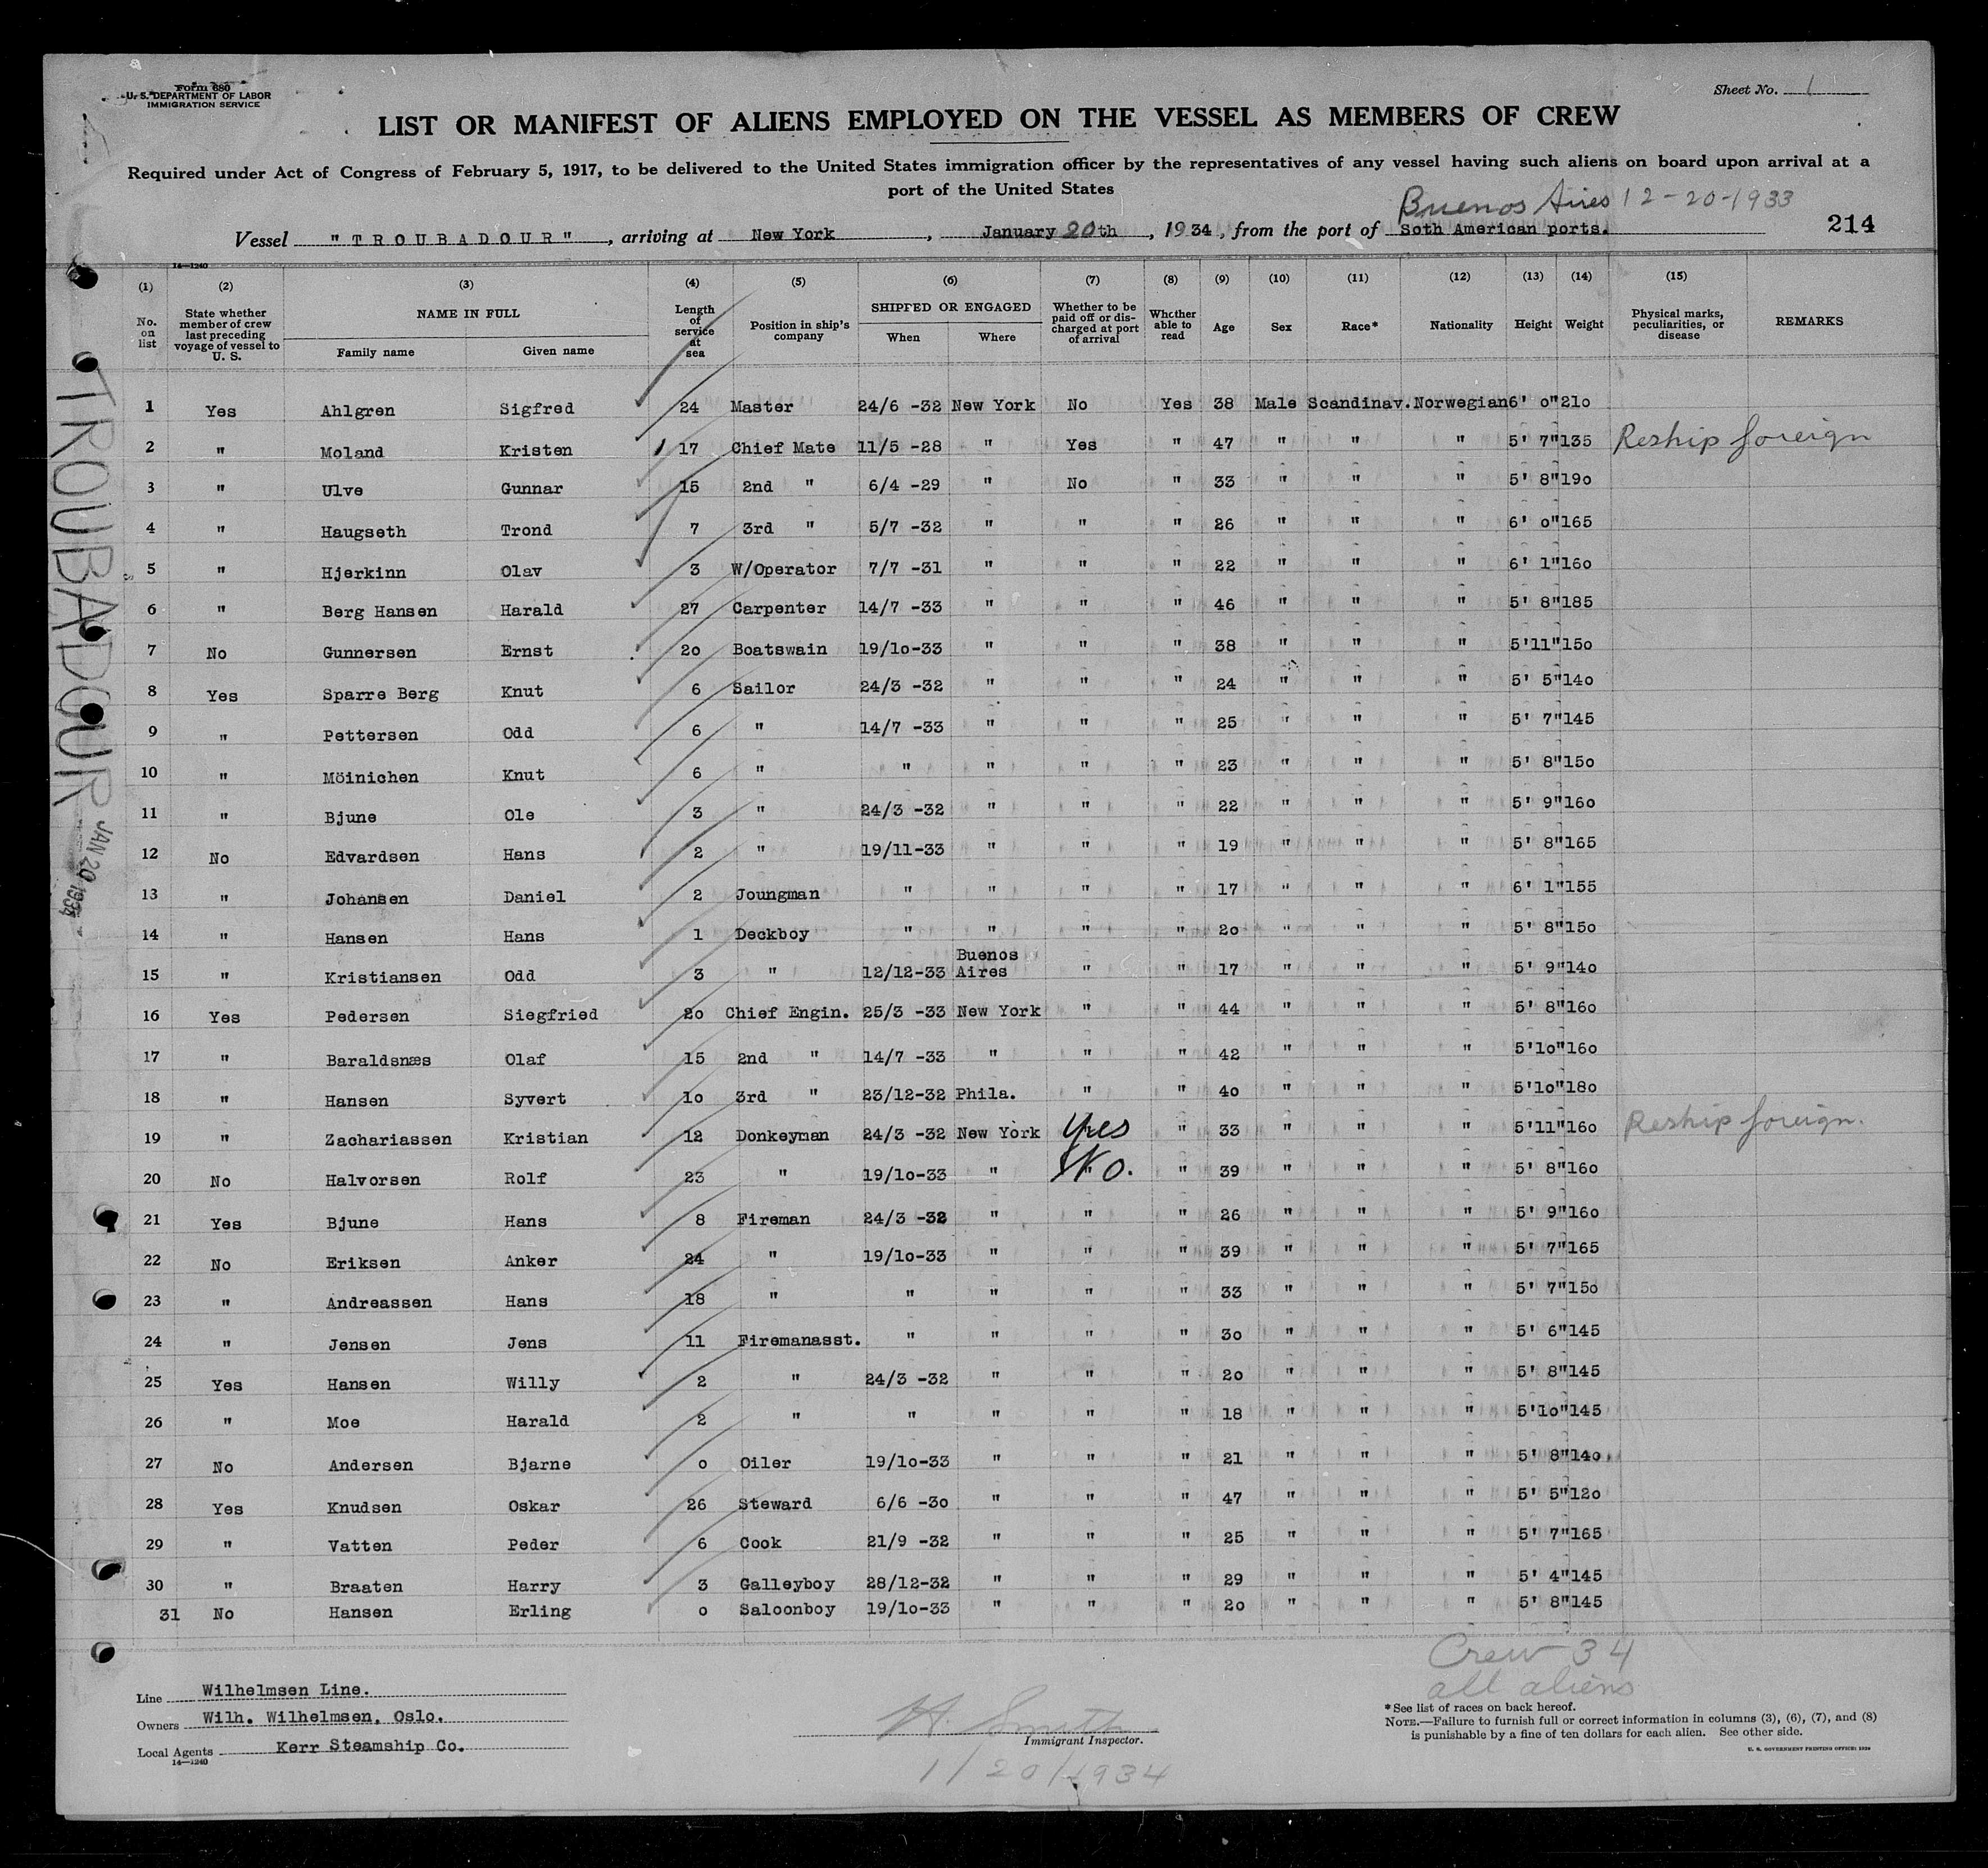 Form 680
U. S. DEPARTMENT OF LABOR
IMMIGRATION SERVICE
Sheet No. 1
LIST OR MANIFEST OF ALIENS EMPLOYED ON THE VESSEL AS MEMBERS OF CREW
Required under Act of Congress of February 5, 1917, to be delivered to the United States immigration officer by the representatives of any vessel having such aliens on board upon arrival at a
port of the United States
Buenos Aires 12-20-1933
Vessel "TROUBADOUR", arriving at New York, January 20th, 1934, from the port of Soth American ports. 214
14—1240
(1) (2) (3) (4) (5) (6) (7) (8) (9) (10) (11) (12) (13) (14) (15)
No. on list | State whether member of crew last preceding voyage of vessel to U. S. | NAME IN FULL | Length of service at sea | Position in ship's company | SHIPPED OR ENGAGED | Whether to be paid off or discharged at port of arrival | Whether able to read | Age | Sex | Race* | Nationality | Height | Weight | Physical marks, peculiarities, or disease | REMARKS
Family name | Given name | When | Where
1 Yes Ahlgren Sigfred 24 Master 24/6 -32 New York No Yes 38 Male Scandinav. Norwegian 6' 0" 210
2 " Moland Kristen 17 Chief Mate 11/5 -28 " Yes " 47 " " " 5' 7" 135 Reship foreign
3 " Ulve Gunnar 15 2nd " 6/4 -29 " No " 33 " " " 5' 8" 190
4 " Haugseth Trond 7 3rd " 5/7 -32 " " " 26 " " " 6' 0" 165
5 " Hjerkinn Olav 3 W/Operator 7/7 -31 " " " 22 " " " 6' 1" 160
6 " Berg Hansen Harald 27 Carpenter 14/7 -33 " " " 46 " " " 5' 8" 185
7 No Gunnersen Ernst 20 Boatswain 19/10-33 " " " 38 " " " 5'11" 150
8 Yes Sparre Berg Knut 6 Sailor 24/3 -32 " " " 24 " " " 5' 5" 140
9 " Pettersen Odd 6 " 14/7 -33 " " " 25 " " " 5' 7" 145
10 " Möinichen Knut 6 " " " " " 23 " " " 5' 8" 150
11 " Bjune Ole 3 " 24/3 -32 " " " 22 " " " 5' 9" 160
12 No Edvardsen Hans 2 " 19/11-33 " " " 19 " " " 5' 8" 165
13 " Johansen Daniel 2 Joungman " " " " 17 " " " 6' 1" 155
14 " Hansen Hans 1 Deckboy " " " " 20 " " " 5' 8" 150
15 " Kristiansen Odd 3 " 12/12-33 Buenos Aires " " 17 " " " 5' 9" 140
16 Yes Pedersen Siegfried 20 Chief Engin. 25/3 -33 New York " " 44 " " " 5' 8" 160
17 " Baraldsnæs Olaf 15 2nd " 14/7 -33 " " " 42 " " " 5'10" 160
18 " Hansen Syvert 10 3rd " 23/12-32 Phila. " " 40 " " " 5'10" 180
19 " Zachariassen Kristian 12 Donkeyman 24/3 -32 New York Yes " 33 " " " 5'11" 160 Reship foreign.
20 No Halvorsen Rolf 23 " 19/10-33 " No. " 39 " " " 5' 8" 160
21 Yes Bjune Hans 8 Fireman 24/3 -32 " " " 26 " " " 5' 9" 160
22 No Eriksen Anker 24 " 19/10-33 " " " 39 " " " 5' 7" 165
23 " Andreassen Hans 18 " " " " " 33 " " " 5' 7" 150
24 " Jensen Jens 11 Firemanasst. " " " " 30 " " " 5' 6" 145
25 Yes Hansen Willy 2 " 24/3 -32 " " " 20 " " " 5' 8" 145
26 " Moe Harald 2 " " " " " 18 " " " 5'10" 145
27 No Andersen Bjarne 0 Oiler 19/10-33 " " " 21 " " " 5' 8" 140
28 Yes Knudsen Oskar 26 Steward 6/6 -30 " " " 47 " " " 5' 5" 120
29 " Vatten Peder 6 Cook 21/9 -32 " " " 25 " " " 5' 7" 165
30 " Braaten Harry 3 Galleyboy 28/12-32 " " " 29 " " " 5' 4" 145
31 No Hansen Erling 0 Saloonboy 19/10-33 " " " 20 " " " 5' 8" 145
TROUBADOUR
JAN 20 1934
Crew 34
all aliens
Line Wilhelmsen Line.
Owners Wilh. Wilhelmsen, Oslo.
Local Agents Kerr Steamship Co.
14—1240
H. Smith
Immigrant Inspector.
1/20/1934
*See list of races on back hereof.
NOTE.—Failure to furnish full or correct information in columns (3), (6), (7), and (8)
is punishable by a fine of ten dollars for each alien. See other side.